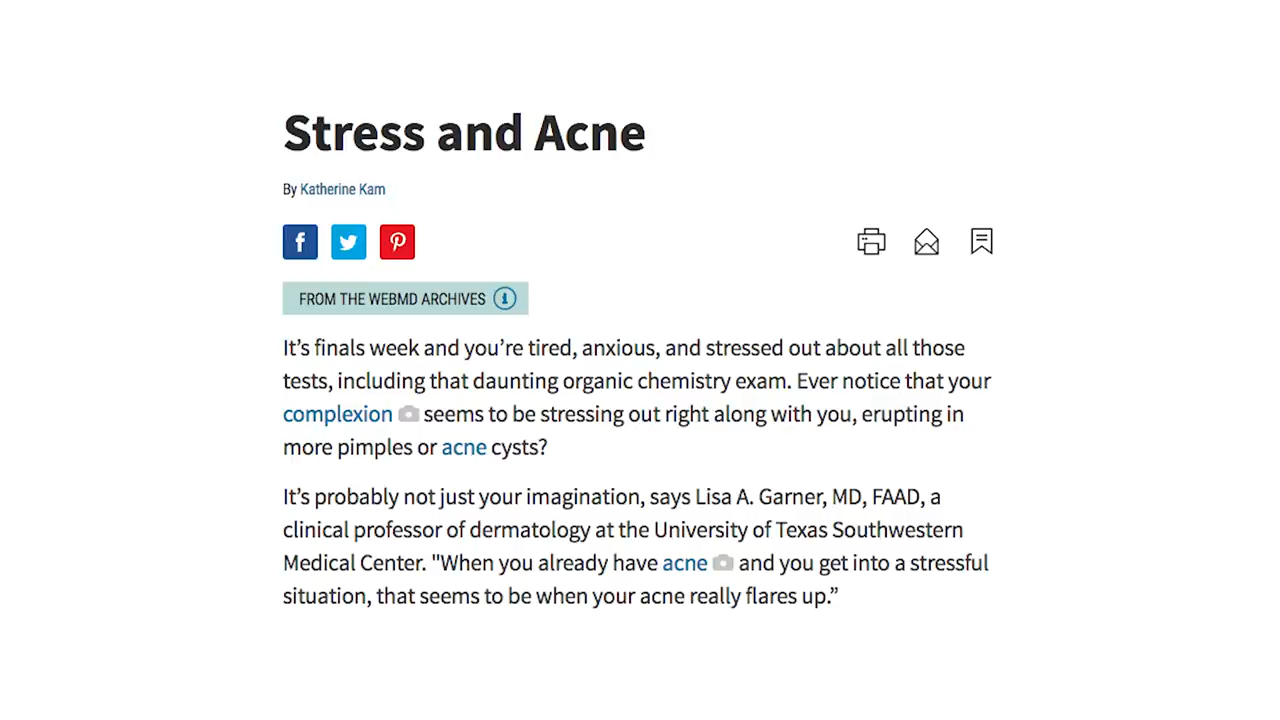 Stress and Acne
By Katherine Kam
FROM THE WEBMD ARCHIVES
It’s finals week and you’re tired, anxious, and stressed out about all those
tests, including that daunting organic chemistry exam. Ever notice that your
complexion seems to be stressing out right along with you, erupting in
more pimples or acne cysts?
It’s probably not just your imagination, says Lisa A. Garner, MD, FAAD, a
clinical professor of dermatology at the University of Texas Southwestern
Medical Center. "When you already have acne and you get into a stressful
situation, that seems to be when your acne really flares up.”